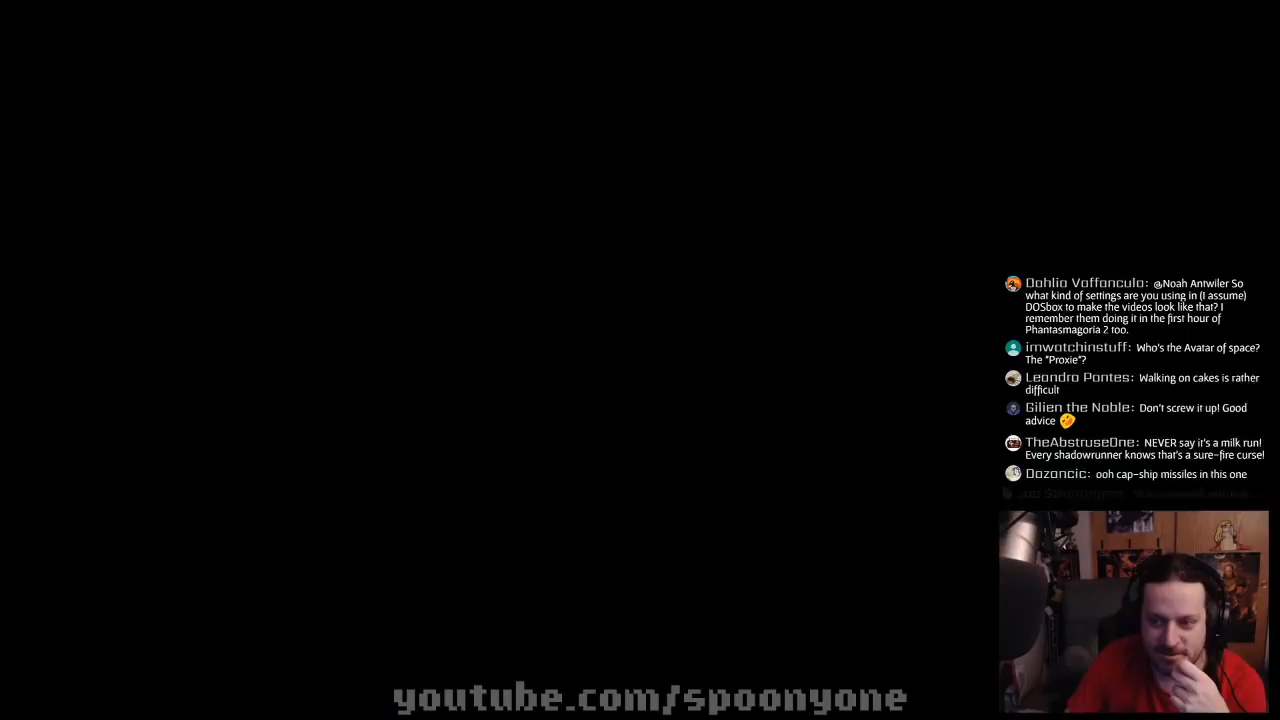 Dahlia Vaffanculo: @Noah Antwiler So
what kind of settings are you using in (I assume)
DOSbox to make the videos look like that? I
remember them doing it in the first hour of
Phantasmagoria 2 too.
imwatchinstuff: Who's the Avatar of space?
The "Proxie"?
Leandro Pontes: Walking on cakes is rather
difficult
Gilien the Noble: Don't screw it up! Good
advice 🤣
TheAbstruseOne: NEVER say it's a milk run!
Every shadowrunner knows that's a sure-fire curse!
Dazancic: ooh cap-ship missiles in this one
youtube.com/spoonyone